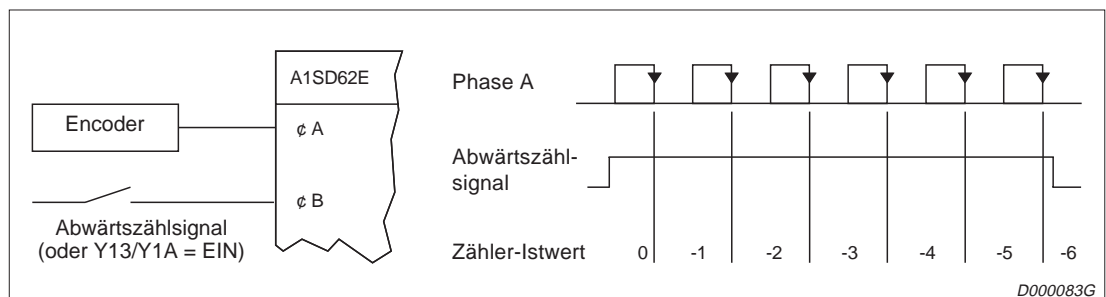 A1SD62E
Encoder
¢ A
¢ B
Abwärtszählsignal
(oder Y13/Y1A = EIN)
Phase A
Abwärtszähl-
signal
Zähler-Istwert 0 -1 -2 -3 -4 -5 -6
D000083G